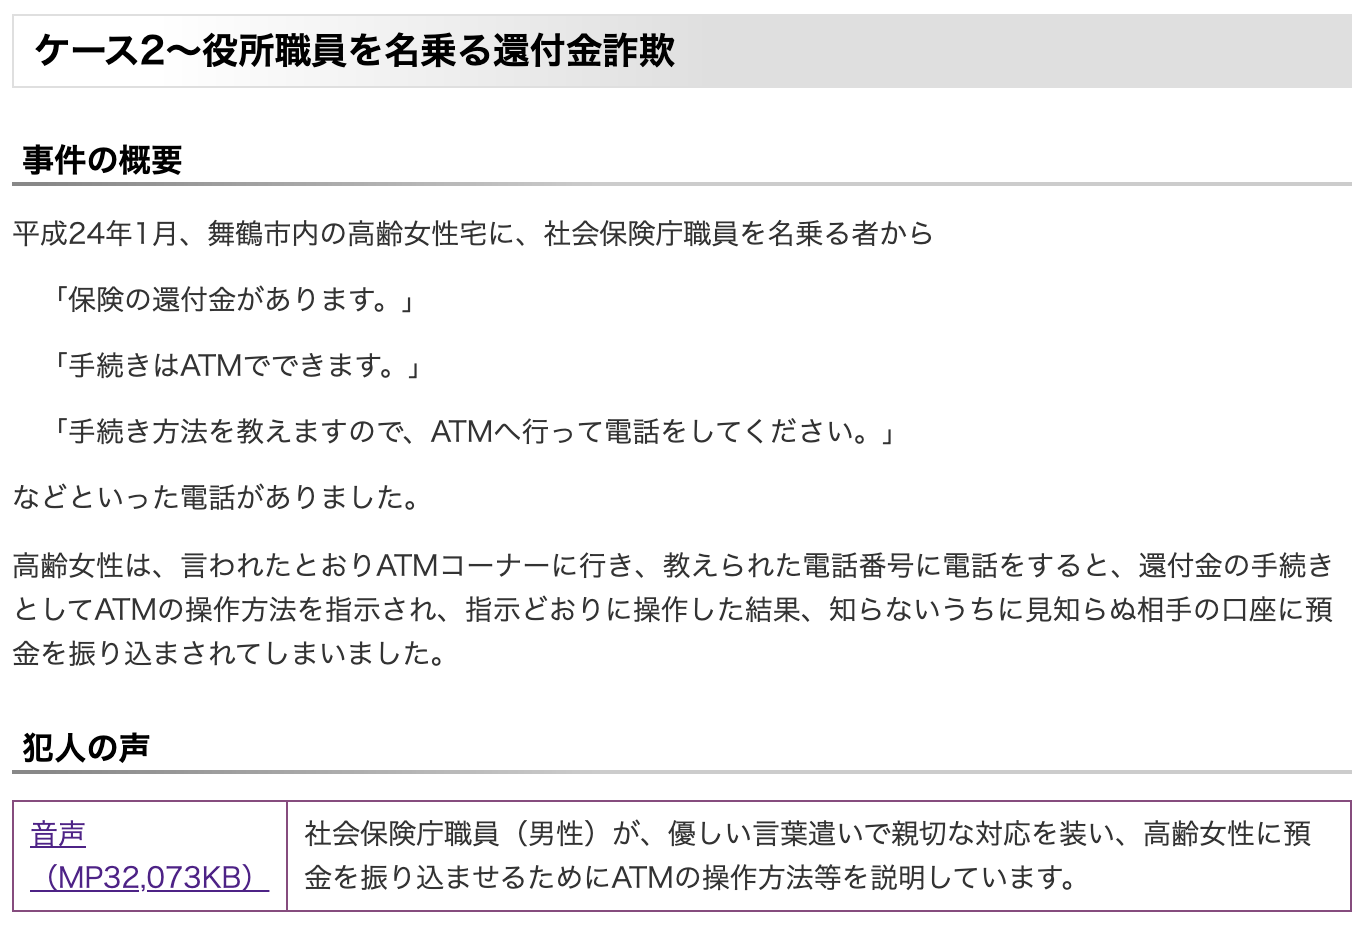 ケース2～役所職員を名乗る還付金詐欺
事件の概要
平成24年1月、舞鶴市内の高齢女性宅に、社会保険庁職員を名乗る者から
「保険の還付金があります。」
「手続きはATMでできます。」
「手続き方法を教えますので、ATMへ行って電話をしてください。」
などといった電話がありました。
高齢女性は、言われたとおりATMコーナーに行き、教えられた電話番号に電話をすると、還付金の手続き
としてATMの操作方法を指示され、指示どおりに操作した結果、知らないうちに見知らぬ相手の口座に預
金を振り込まされてしまいました。
犯人の声
音声
（MP32,073KB）
社会保険庁職員（男性）が、優しい言葉遣いで親切な対応を装い、高齢女性に預
金を振り込ませるためにATMの操作方法等を説明しています。